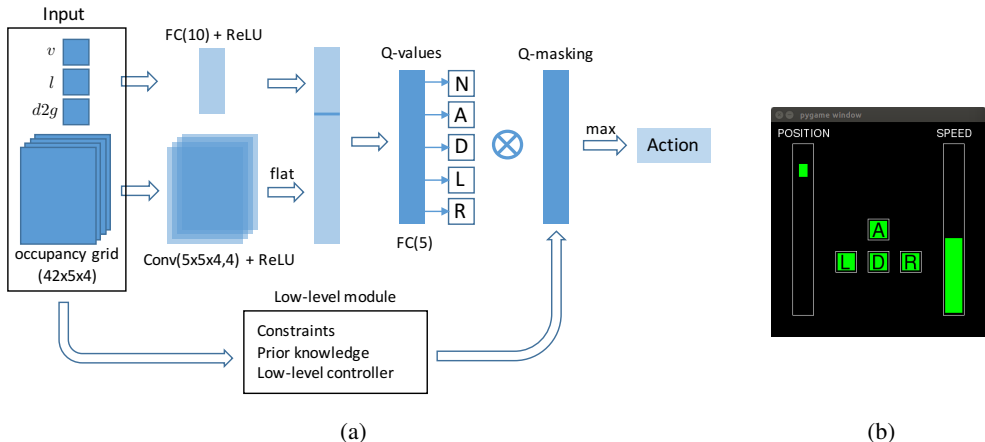 Input
v
l
d2g
occupancy grid
(42x5x4)
FC(10) + ReLU
Conv(5x5x4,4) + ReLU
flat
Q-values
N
A
D
L
R
FC(5)
Q-masking
max
Action
Low-level module
Constraints
Prior knowledge
Low-level controller
(a)
pygame window
POSITION
SPEED
A
L D R
(b)